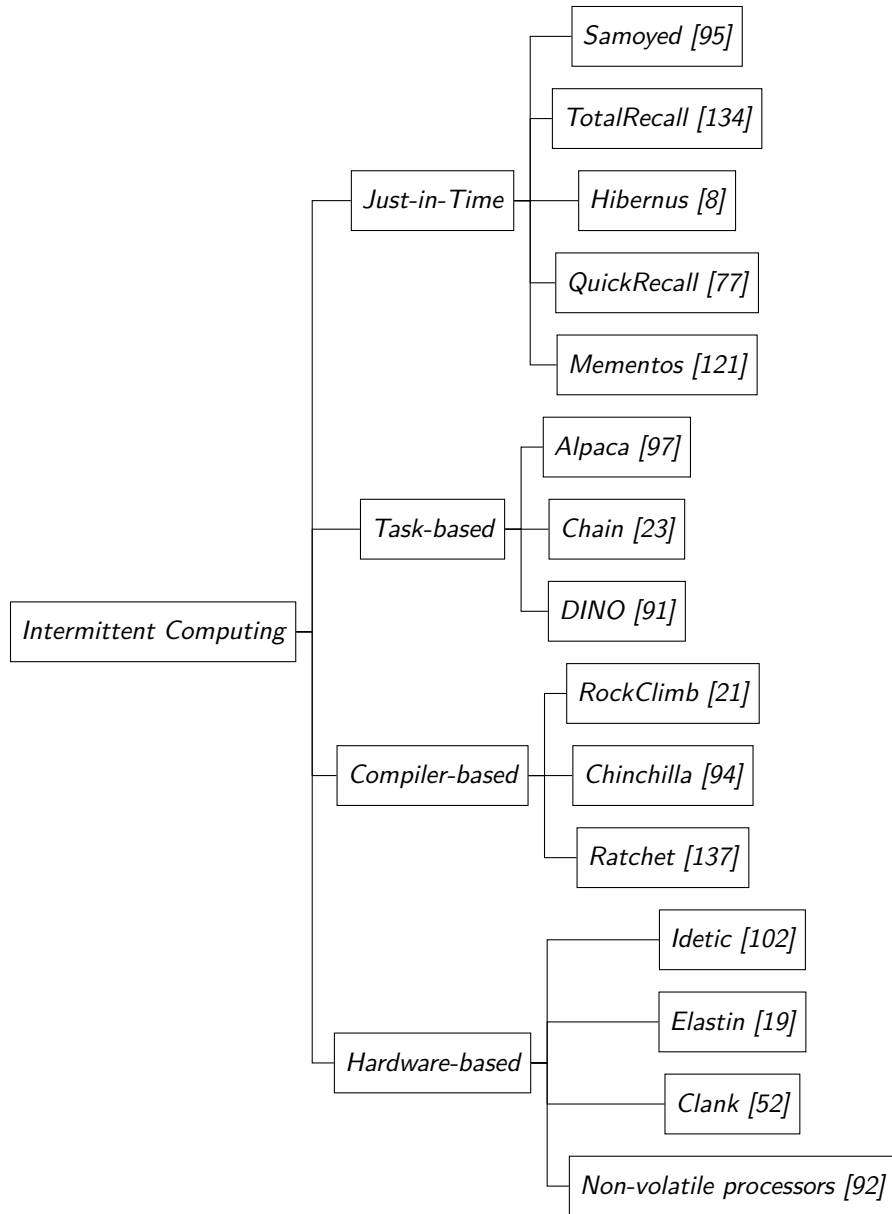 Samoyed [95]
TotalRecall [134]
Just-in-Time
Hibernus [8]
QuickRecall [77]
Mementos [121]
Alpaca [97]
Task-based
Chain [23]
DINO [91]
Intermittent Computing
RockClimb [21]
Compiler-based
Chinchilla [94]
Ratchet [137]
Idetic [102]
Elastin [19]
Hardware-based
Clank [52]
Non-volatile processors [92]